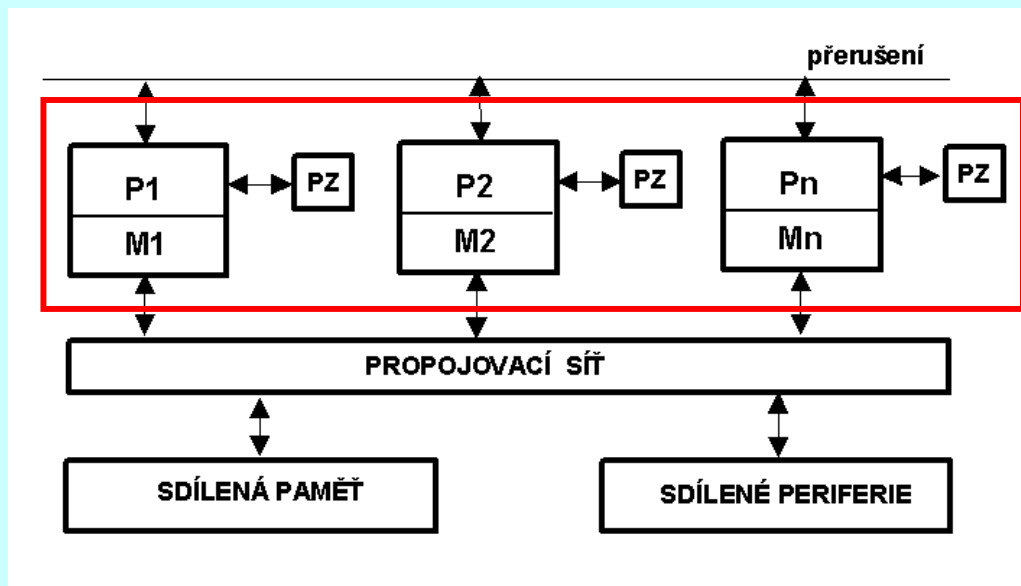 přerušení
P1
M1
PZ
P2
M2
PZ
Pn
Mn
PZ
PROPOJOVACÍ SÍŤ
SDÍLENÁ PAMĚŤ
SDÍLENÉ PERIFERIE